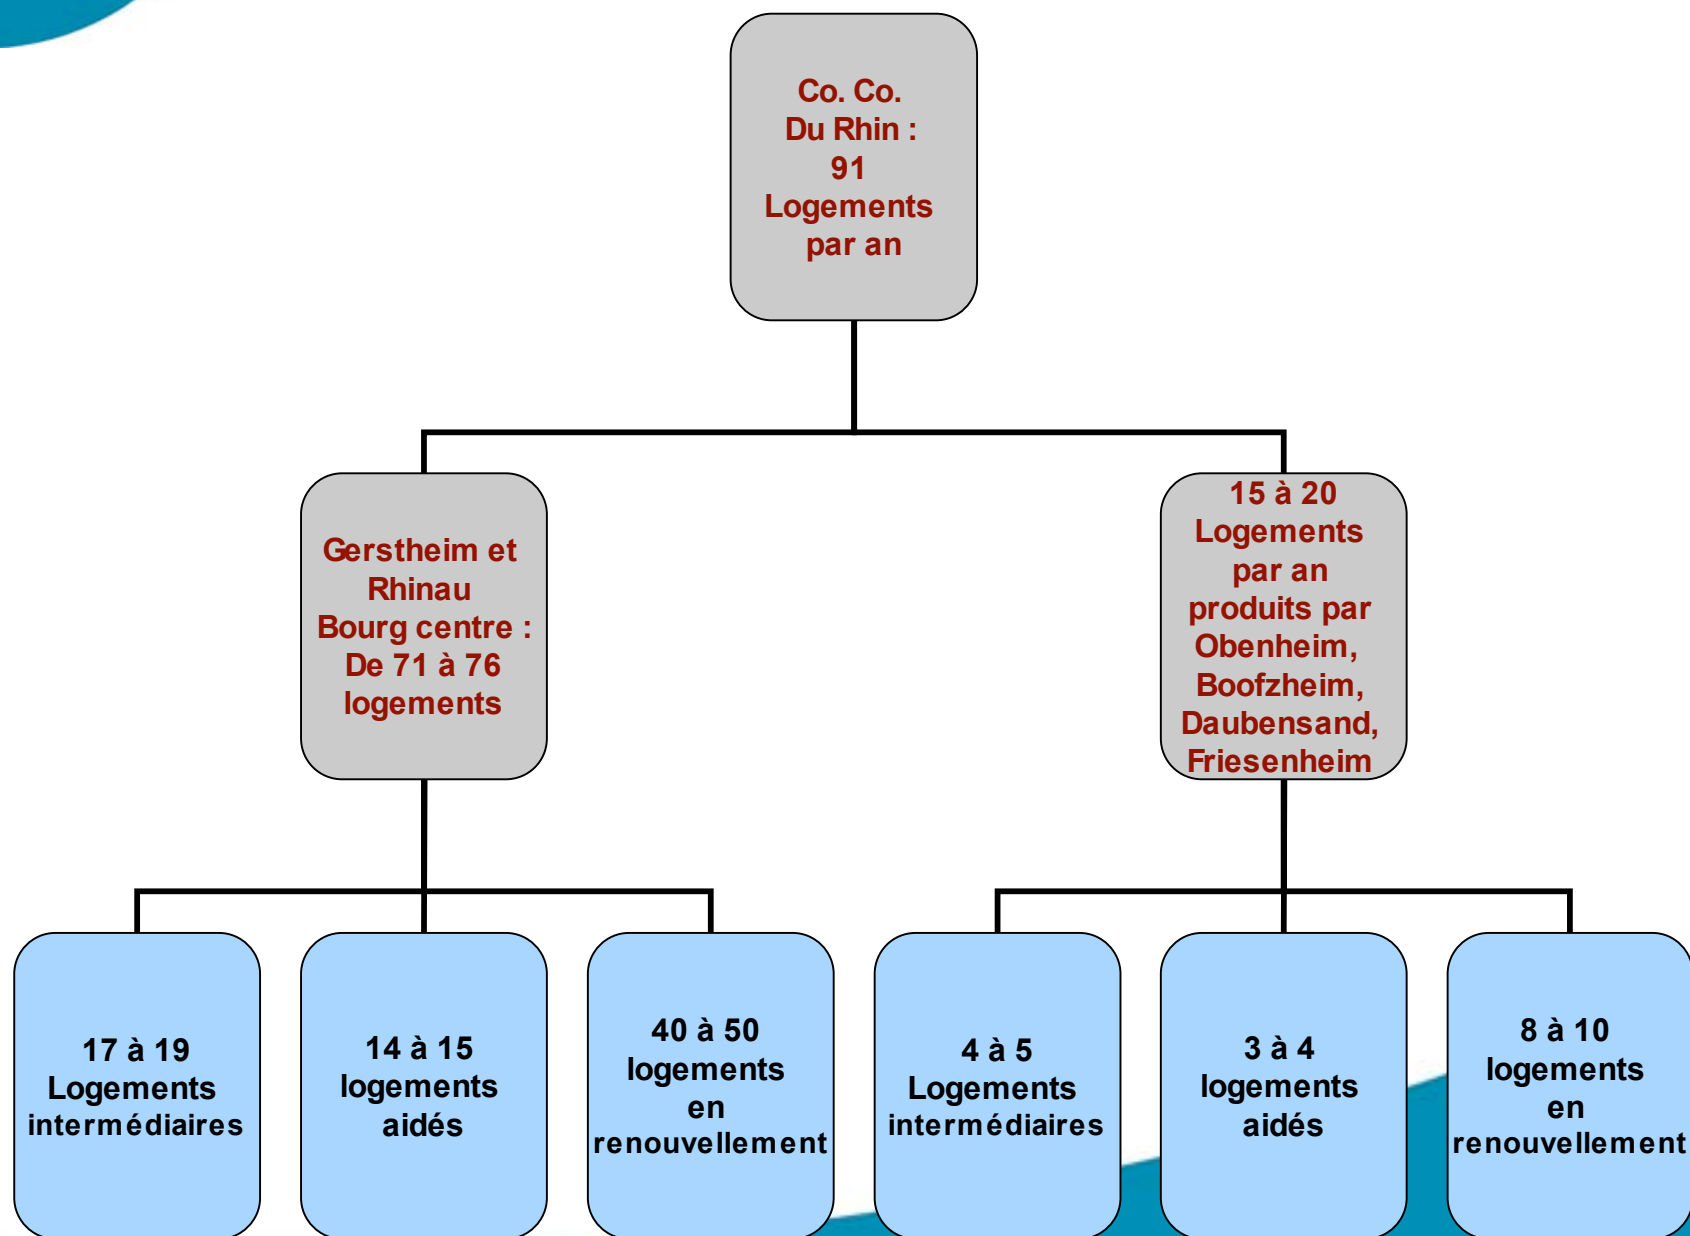 Co. Co.
Du Rhin :
91
Logements
par an
Gerstheim et
Rhinau
Bourg centre :
De 71 à 76
logements
15 à 20
Logements
par an
produits par
Obenheim,
Boofzheim,
Daubensand,
Friesenheim
17 à 19
Logements
intermédiaires
14 à 15
logements
aidés
40 à 50
logements
en
renouvellement
4 à 5
Logements
intermédiaires
3 à 4
logements
aidés
8 à 10
logements
en
renouvellement